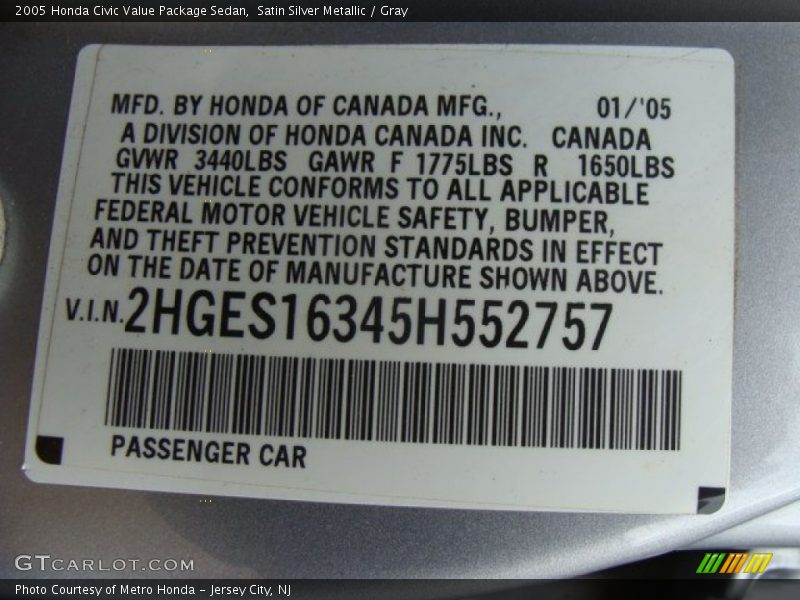 2005 Honda Civic Value Package Sedan, Satin Silver Metallic / Gray
MFD. BY HONDA OF CANADA MFG., 01/'05
A DIVISION OF HONDA CANADA INC. CANADA
GVWR 3440LBS GAWR F 1775LBS R 1650LBS
THIS VEHICLE CONFORMS TO ALL APPLICABLE
FEDERAL MOTOR VEHICLE SAFETY, BUMPER,
AND THEFT PREVENTION STANDARDS IN EFFECT
ON THE DATE OF MANUFACTURE SHOWN ABOVE.
V.I.N. 2HGES16345H552757
PASSENGER CAR
GTCARLOT.COM
Photo Courtesy of Metro Honda – Jersey City, NJ